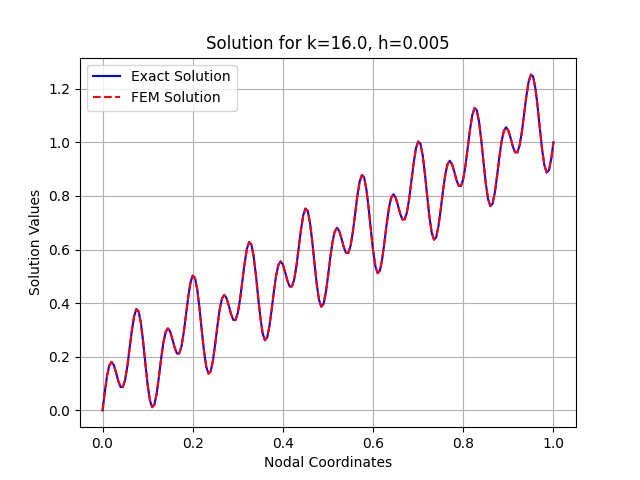 Solution for k=16.0, h=0.005
Exact Solution
FEM Solution
1.2
1.0
0.8
0.6
0.4
0.2
0.0
Solution Values
0.0 0.2 0.4 0.6 0.8 1.0
Nodal Coordinates